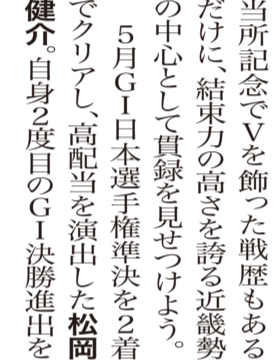 当所記念でVを飾った戦歴もある
だけに、結束力の高さを誇る近畿勢
の中心として貫録を見せつけよう。
５月GI日本選手権準決を２着
でクリアし、高配当を演出した松岡
健介。自身２度目のGI決勝進出を